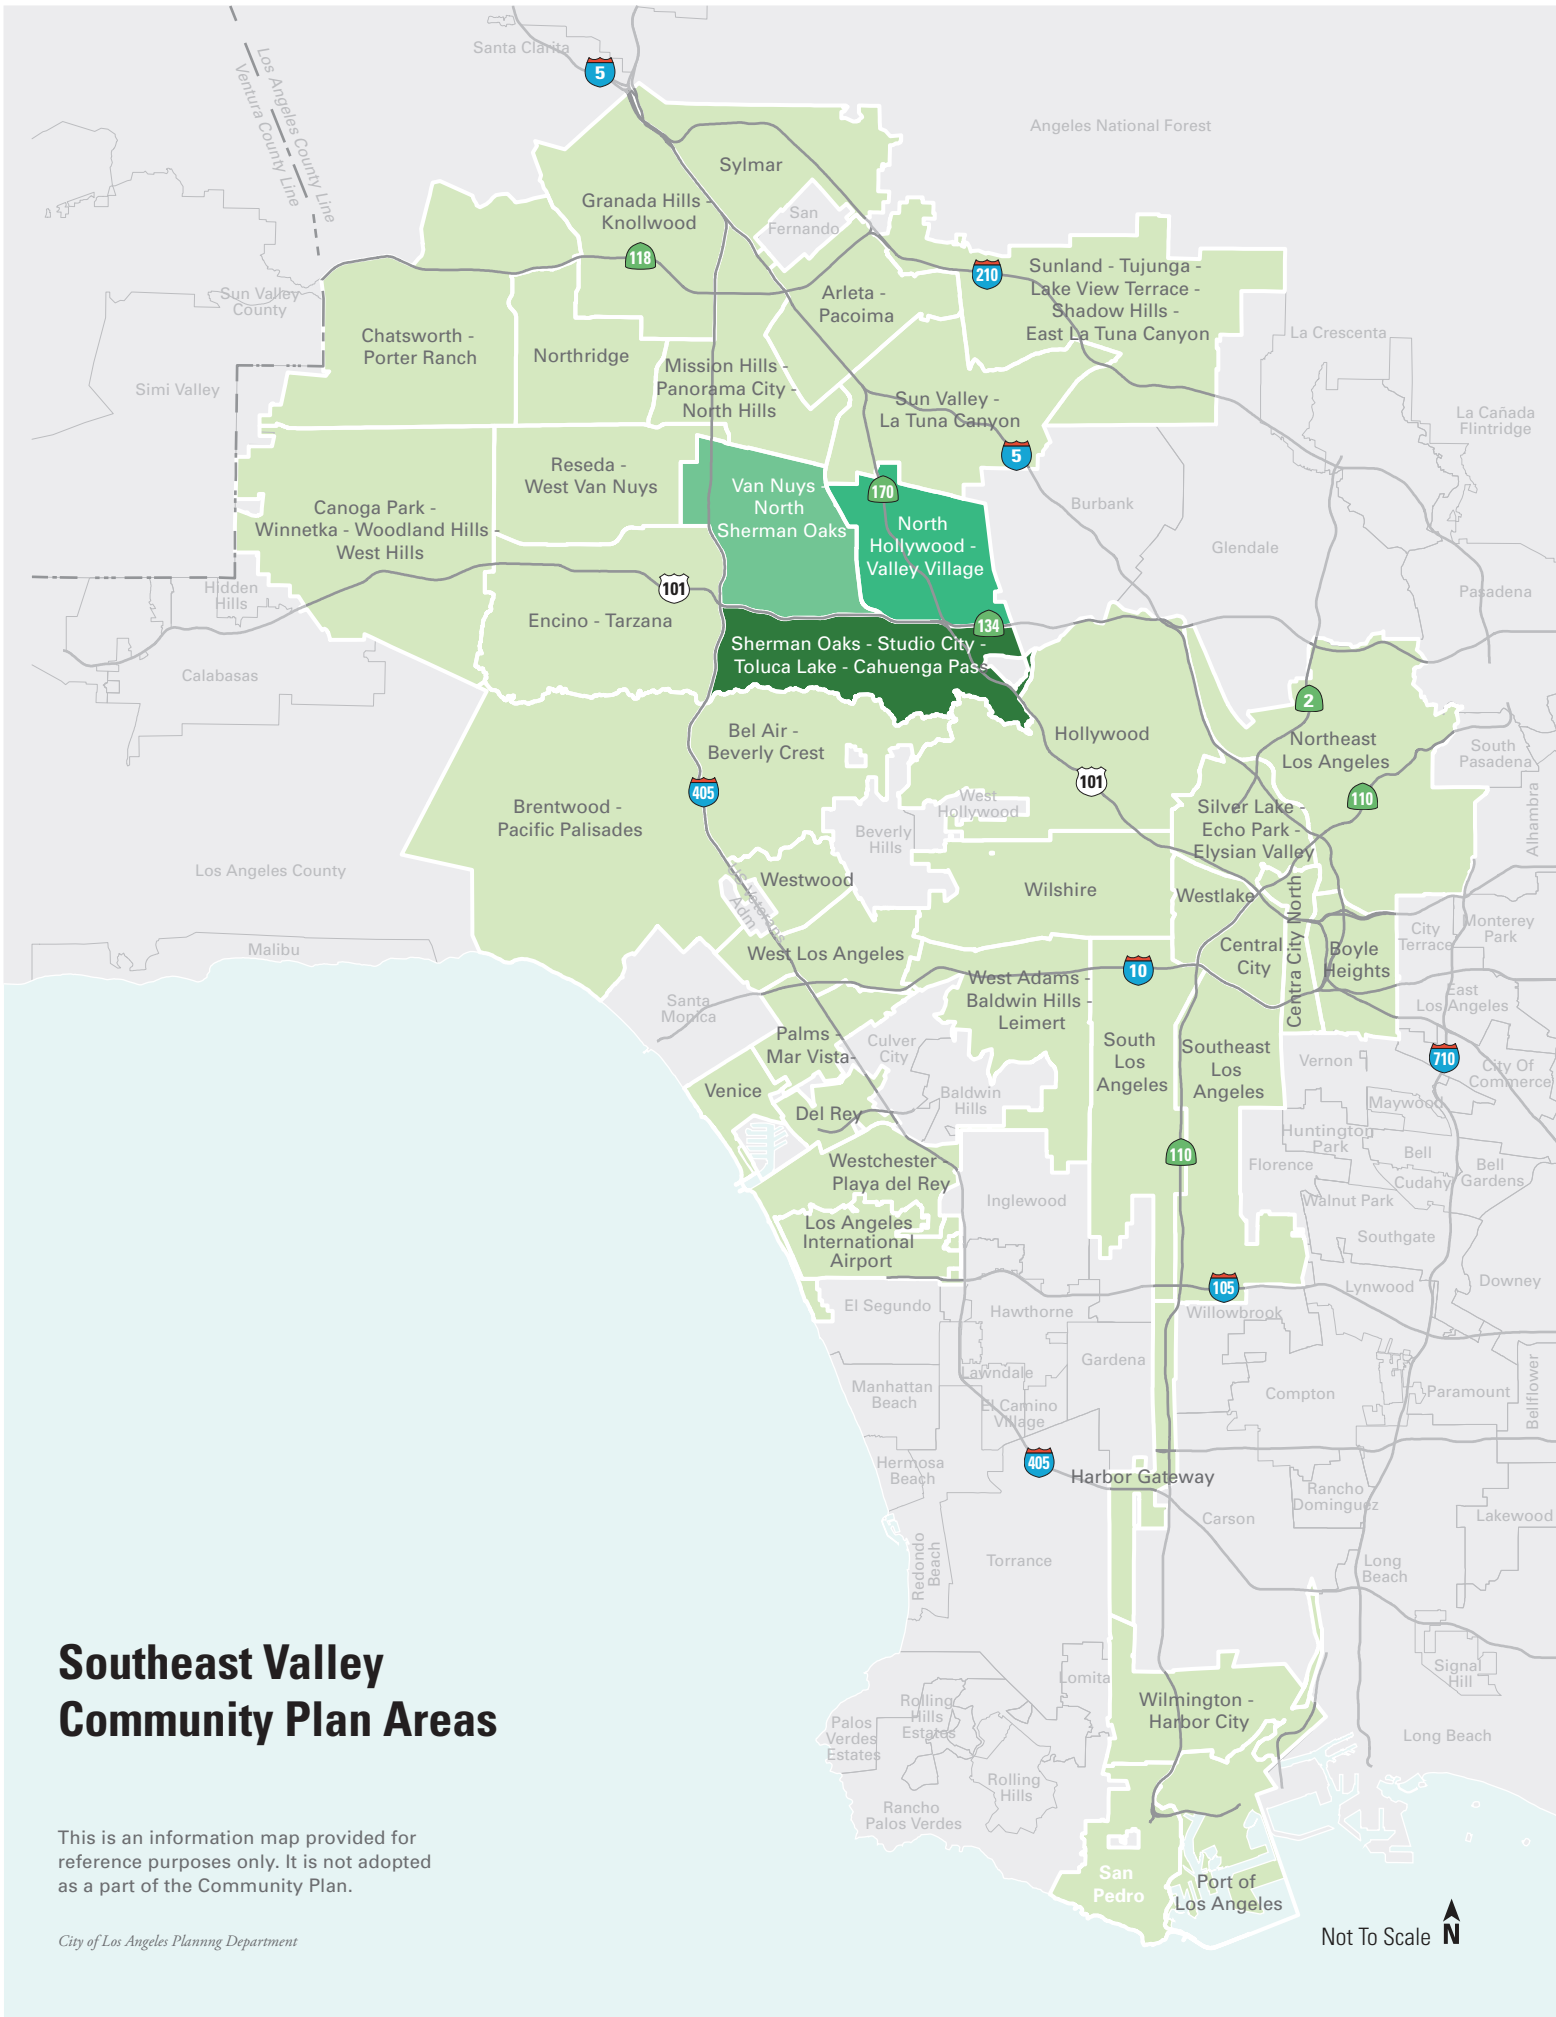 Santa Clarita
5
Los Angeles County Line
Ventura County Line
Angeles National Forest
Sylmar
Granada Hills -
Knollwood
San
Fernando
118
210
Sunland - Tujunga -
Lake View Terrace -
Shadow Hills -
East La Tuna Canyon
Arleta -
Pacoima
Sun Valley
County
Chatsworth -
Porter Ranch
Northridge
Mission Hills -
Panorama City -
North Hills
La Crescenta
Simi Valley
Sun Valley -
La Tuna Canyon
La Cañada
Flintridge
5
Reseda -
West Van Nuys
Van Nuys -
North
Sherman Oaks
170
North
Hollywood -
Valley Village
Burbank
Canoga Park -
Winnetka - Woodland Hills -
West Hills
Glendale
Hidden
Hills
101
Pasadena
Encino - Tarzana
134
Sherman Oaks - Studio City -
Toluca Lake - Cahuenga Pass
Calabasas
2
Bel Air -
Beverly Crest
Hollywood
Northeast
Los Angeles
South
Pasadena
405
101
110
Brentwood -
Pacific Palisades
West
Hollywood
Silver Lake -
Echo Park -
Elysian Valley
Beverly
Hills
Alhambra
Los Angeles County
US Veterans
Adm
Westwood
Wilshire
Westlake
Centra City North
City
Terrace
Monterey
Park
Malibu
West Los Angeles
Central
City
Boyle
Heights
10
West Adams -
Baldwin Hills -
Leimert
East
Los Angeles
Santa
Monica
Palms -
Mar Vista-
Culver
City
South
Los
Angeles
Southeast
Los
Angeles
Vernon
710
City Of
Commerce
Venice
Del Rey
Baldwin
Hills
Maywood
Huntington
Park
Bell
Florence
Cudahy
Bell
Gardens
110
Westchester -
Playa del Rey
Inglewood
Walnut Park
Los Angeles
International
Airport
Southgate
105
Lynwood
Downey
El Segundo
Hawthorne
Willowbrook
Gardena
Lawndale
Manhattan
Beach
El Camino
Village
Compton
Paramount
Bellflower
Hermosa
Beach
405
Harbor Gateway
Rancho
Dominguez
Carson
Lakewood
Redondo
Beach
Torrance
Long
Beach
Southeast Valley
Community Plan Areas
Lomita
Signal
Hill
Rolling
Hills
Estates
Wilmington -
Harbor City
Palos
Verdes
Estates
Long Beach
Rolling
Hills
Rancho
Palos Verdes
This is an information map provided for
reference purposes only. It is not adopted
as a part of the Community Plan.
San
Pedro
Port of
Los Angeles
City of Los Angeles Plannng Department
Not To Scale
N